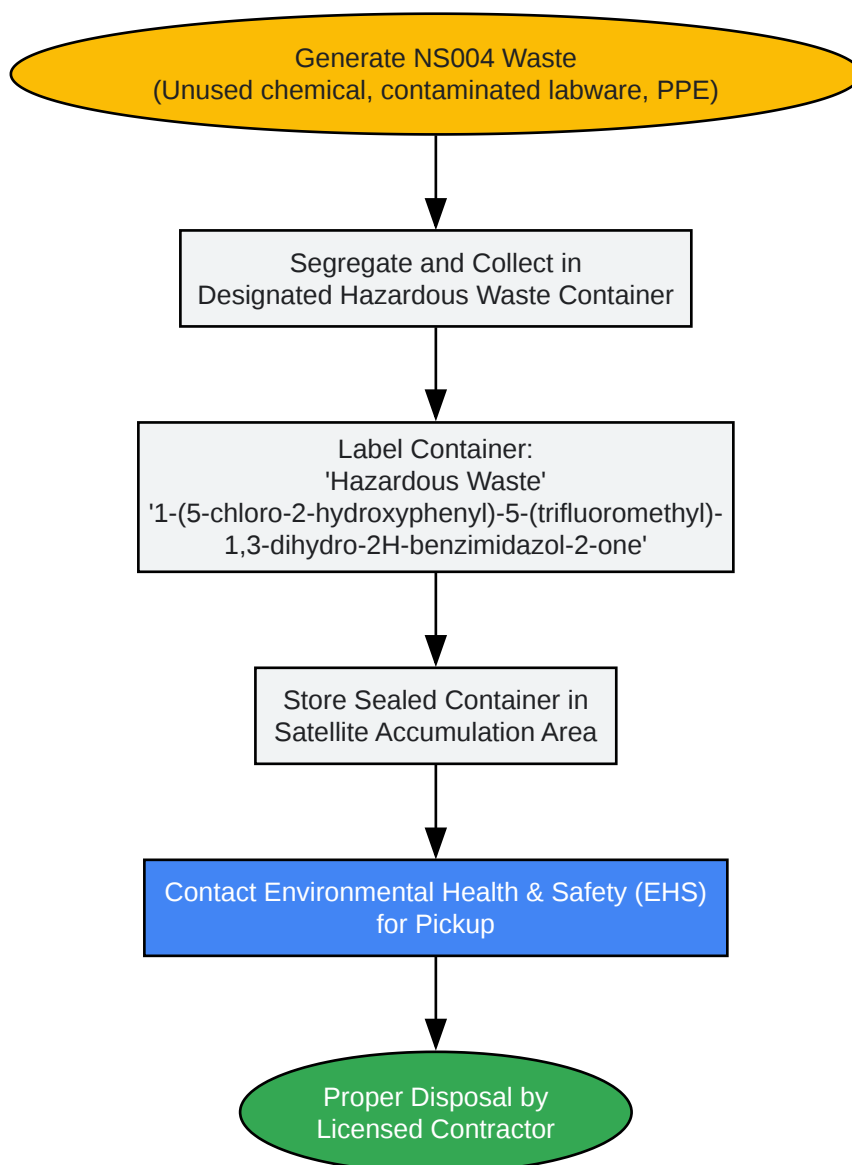 Generate NS004 Waste
(Unused chemical, contaminated labware, PPE)
Segregate and Collect in
Designated Hazardous Waste Container
Label Container:
'Hazardous Waste'
'1-(5-chloro-2-hydroxyphenyl)-5-(trifluoromethyl)-
1,3-dihydro-2H-benzimidazol-2-one'
Store Sealed Container in
Satellite Accumulation Area
Contact Environmental Health & Safety (EHS)
for Pickup
Proper Disposal by
Licensed Contractor